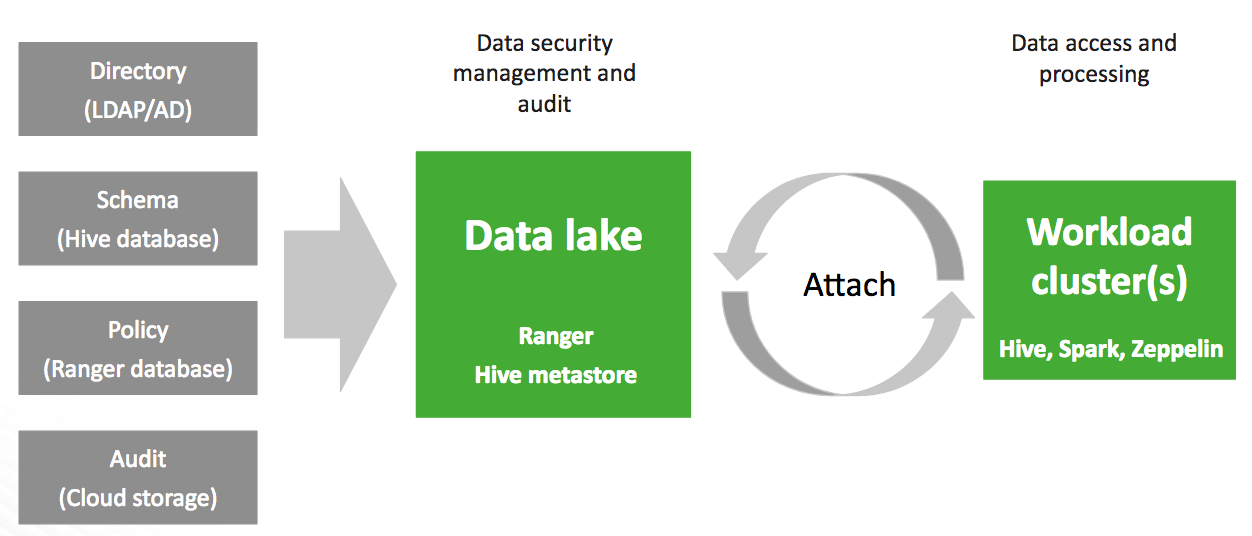 Directory
(LDAP/AD)
Schema
(Hive database)
Policy
(Ranger database)
Audit
(Cloud storage)
Data security
management and
audit
Data lake
Ranger
Hive metastore
Attach
Data access and
processing
Workload
cluster(s)
Hive, Spark, Zeppelin